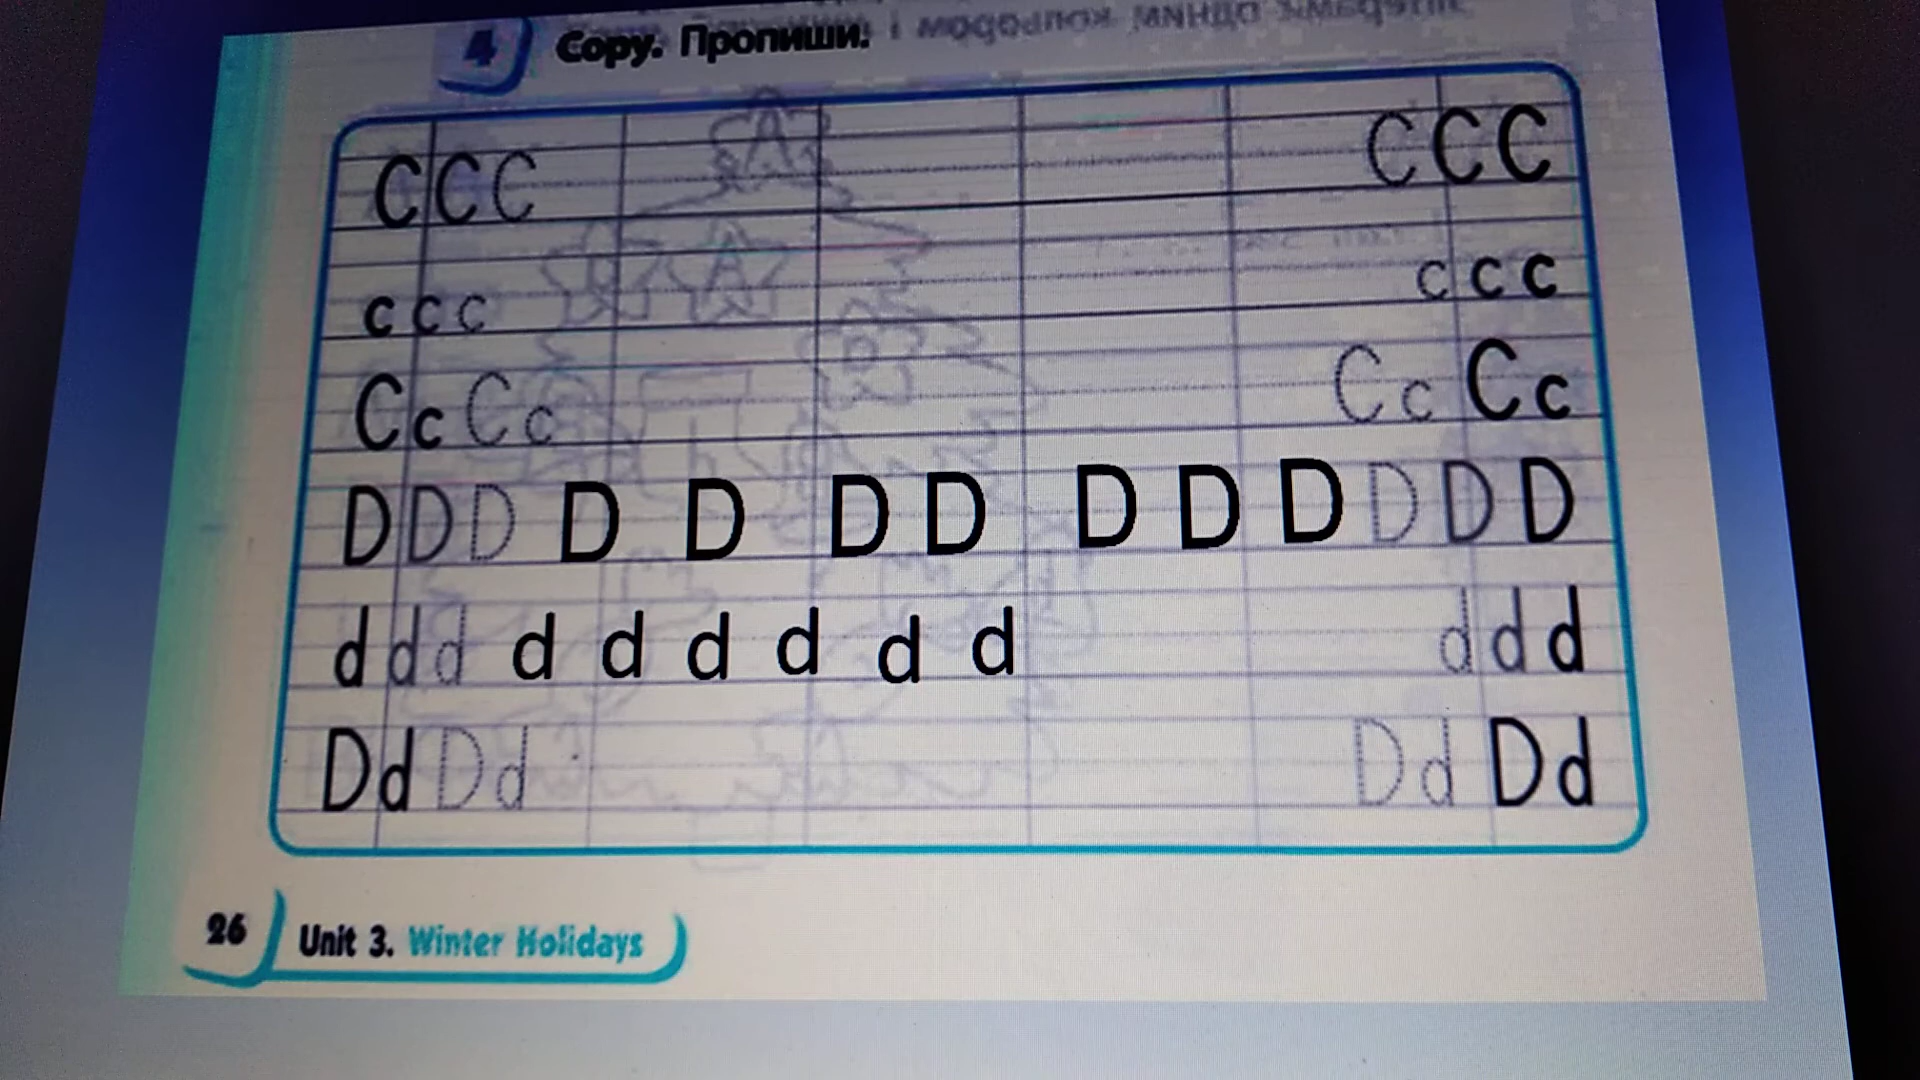 4 Copy. Пропиши.
C C C C C C
c c c c c c
Cc Cc Cc Cc
D D D D D D D D D D D D D
d d d d d d d d d d d d
Dd Dd Dd Dd
26 Unit 3. Winter Holidays